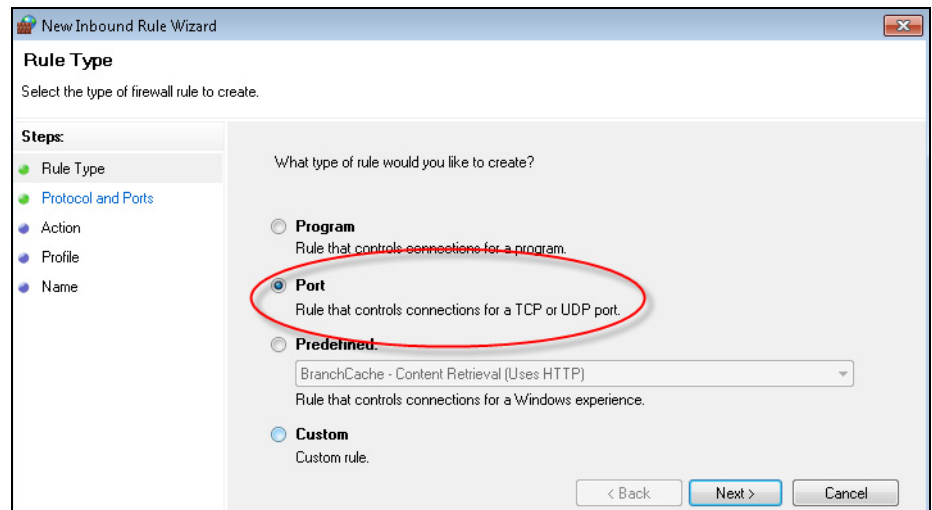 New Inbound Rule Wizard
Rule Type
Select the type of firewall rule to create.
Steps:
Rule Type
Protocol and Ports
Action
Profile
Name
What type of rule would you like to create?
Program
Rule that controls connections for a program.
Port
Rule that controls connections for a TCP or UDP port.
Predefined:
BranchCache - Content Retrieval (Uses HTTP)
Rule that controls connections for a Windows experience.
Custom
Custom rule.
< Back
Next >
Cancel